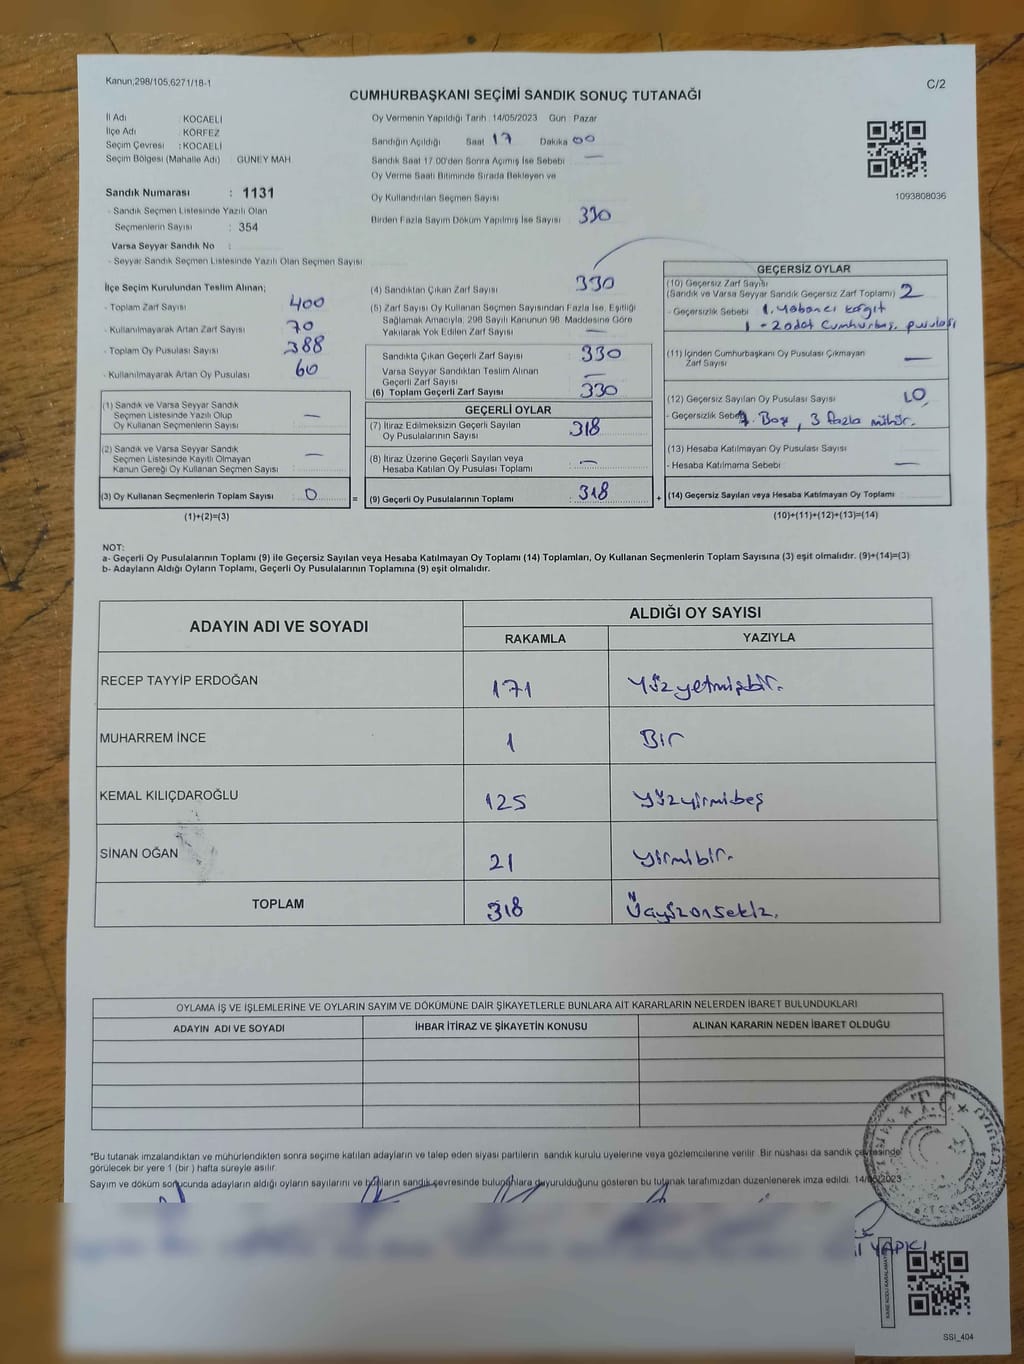 Kanun;298/105,6271/18-1
C/2
CUMHURBAŞKANI SEÇİMİ SANDIK SONUÇ TUTANAĞI
İl Adı : KOCAELİ
İlçe Adı : KÖRFEZ
Seçim Çevresi : KOCAELİ
Seçim Bölgesi (Mahalle Adı) : GÜNEY MAH
Sandık Numarası : 1131
- Sandık Seçmen Listesinde Yazılı Olan
Seçmenlerin Sayısı : 354
Varsa Seyyar Sandık No :
- Seyyar Sandık Seçmen Listesinde Yazılı Olan Seçmen Sayısı
Oy Vermenin Yapıldığı Tarih : 14/05/2023 Gün : Pazar
Sandığın Açıldığı Saat 17 Dakika 00
Sandık Saat 17.00'den Sonra Açımış İse Sebebi —
Oy Verme Saati Bitiminde Sırada Bekleyen ve
Oy Kullandırılan Seçmen Sayısı
Birden Fazla Sayım Döküm Yapılmış İse Sayısı 330
1093808036
İlçe Seçim Kurulundan Teslim Alınan;
- Toplam Zarf Sayısı 400
- Kullanılmayarak Artan Zarf Sayısı 70
- Toplam Oy Pusulası Sayısı 388
- Kullanılmayarak Artan Oy Pusulası 60
(1) Sandık ve Varsa Seyyar Sandık
Seçmen Listesinde Yazılı Olup
Oy Kullanan Seçmenlerin Sayısı —
(2) Sandık ve Varsa Seyyar Sandık
Seçmen Listesinde Kayıtlı Olmayan
Kanun Gereği Oy Kullanan Seçmen Sayısı —
(3) Oy Kullanan Seçmenlerin Toplam Sayısı : 0
(1)+(2)=(3)
(4) Sandıktan Çıkan Zarf Sayısı 330
(5) Zarf Sayısı Oy Kullanan Seçmen Sayısından Fazla İse, Eşitliği
Sağlamak Amacıyla, 298 Sayılı Kanunun 98. Maddesine Göre
Yakılarak Yok Edilen Zarf Sayısı —
Sandıkta Çıkan Geçerli Zarf Sayısı 330
Varsa Seyyar Sandıktan Teslim Alınan
Geçerli Zarf Sayısı —
(6) Toplam Geçerli Zarf Sayısı 330
GEÇERLİ OYLAR
(7) İtiraz Edilmeksizin Geçerli Sayılan
Oy Pusulalarının Sayısı 318
(8) İtiraz Üzerine Geçerli Sayılan veya
Hesaba Katılan Oy Pusulası Toplamı —
= (9) Geçerli Oy Pusulalarının Toplamı : 318 +
GEÇERSİZ OYLAR
(10) Geçersiz Zarf Sayısı
(Sandık ve Varsa Seyyar Sandık Geçersiz Zarf Toplamı) 2
- Geçersizlik Sebebi 1. Yabancı kağıt
1 - 2 adet Cumhurbaş. pusulası
(11) İçinden Cumhurbaşkanı Oy Pusulası Çıkmayan
Zarf Sayısı —
(12) Geçersiz Sayılan Oy Pusulası Sayısı 10
- Geçersizlik Sebebi 7. Boş, 3 fazla mühür.
(13) Hesaba Katılmayan Oy Pusulası Sayısı
- Hesaba Katılmama Sebebi —
(14) Geçersiz Sayılan veya Hesaba Katılmayan Oy Toplamı
(10)+(11)+(12)+(13)=(14)
NOT:
a- Geçerli Oy Pusulalarının Toplamı (9) ile Geçersiz Sayılan veya Hesaba Katılmayan Oy Toplamı (14) Toplamları, Oy Kullanan Seçmenlerin Toplam Sayısına (3) eşit olmalıdır. (9)+(14)=(3)
b- Adayların Aldığı Oyların Toplamı, Geçerli Oy Pusulalarının Toplamına (9) eşit olmalıdır.
ADAYIN ADI VE SOYADI ALDIĞI OY SAYISI
RAKAMLA YAZIYLA
RECEP TAYYİP ERDOĞAN 171 Yüzyetmişbir.
MUHARREM İNCE 1 Bir
KEMAL KILIÇDAROĞLU 125 Yüzyirmibeş
SİNAN OĞAN 21 Yirmibir.
TOPLAM 318 Üçyüzonsekiz.
OYLAMA İŞ VE İŞLEMLERİNE VE OYLARIN SAYIM VE DÖKÜMÜNE DAİR ŞİKAYETLERLE BUNLARA AİT KARARLARIN NELERDEN İBARET BULUNDUKLARI
ADAYIN ADI VE SOYADI İHBAR İTİRAZ VE ŞİKAYETİN KONUSU ALINAN KARARIN NEDEN İBARET OLDUĞU
*Bu tutanak imzalandıktan ve mühürlendikten sonra seçime katılan adayların ve talep eden siyasi partilerin sandık kurulu üyelerine veya gözlemcilerine verilir. Bir nüshası da sandık çevresinde
görülecek bir yere 1 (bir) hafta süreyle asılır.
Sayım ve döküm sonucunda adayların aldığı oyların sayılarını ve bunların sandık çevresinde bulunanlara duyurulduğunu gösteren bu tutanak tarafımızdan düzenlenerek imza edildi. 14/05/2023
T.C.
YAPICI
SSI_404